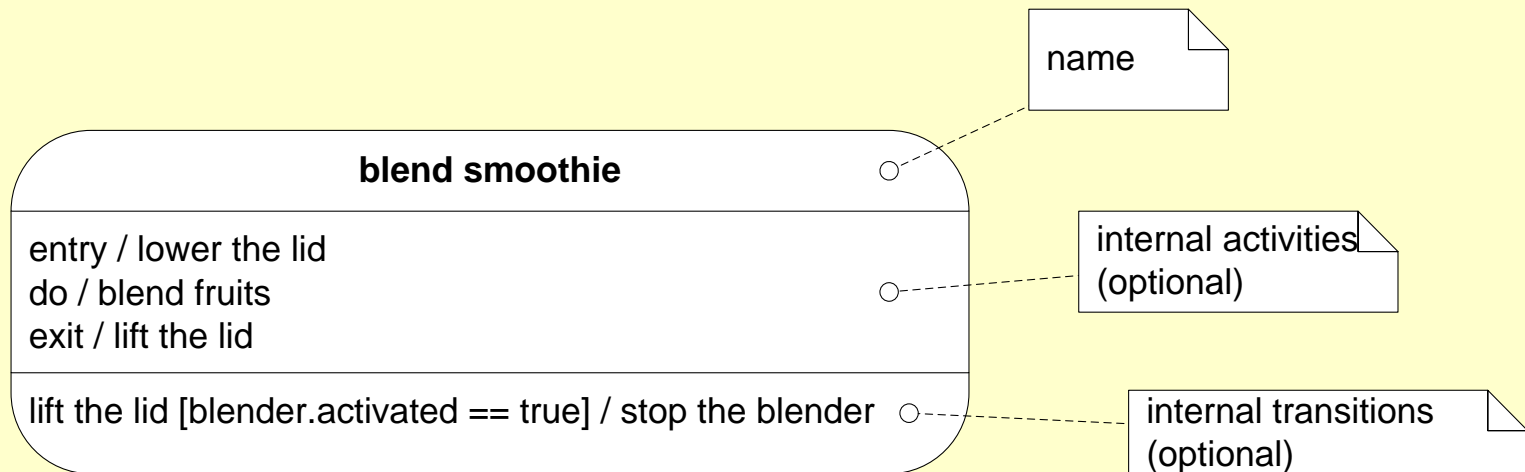 name
blend smoothie
entry / lower the lid
do / blend fruits
exit / lift the lid
internal activities
(optional)
lift the lid [blender.activated == true] / stop the blender
internal transitions
(optional)